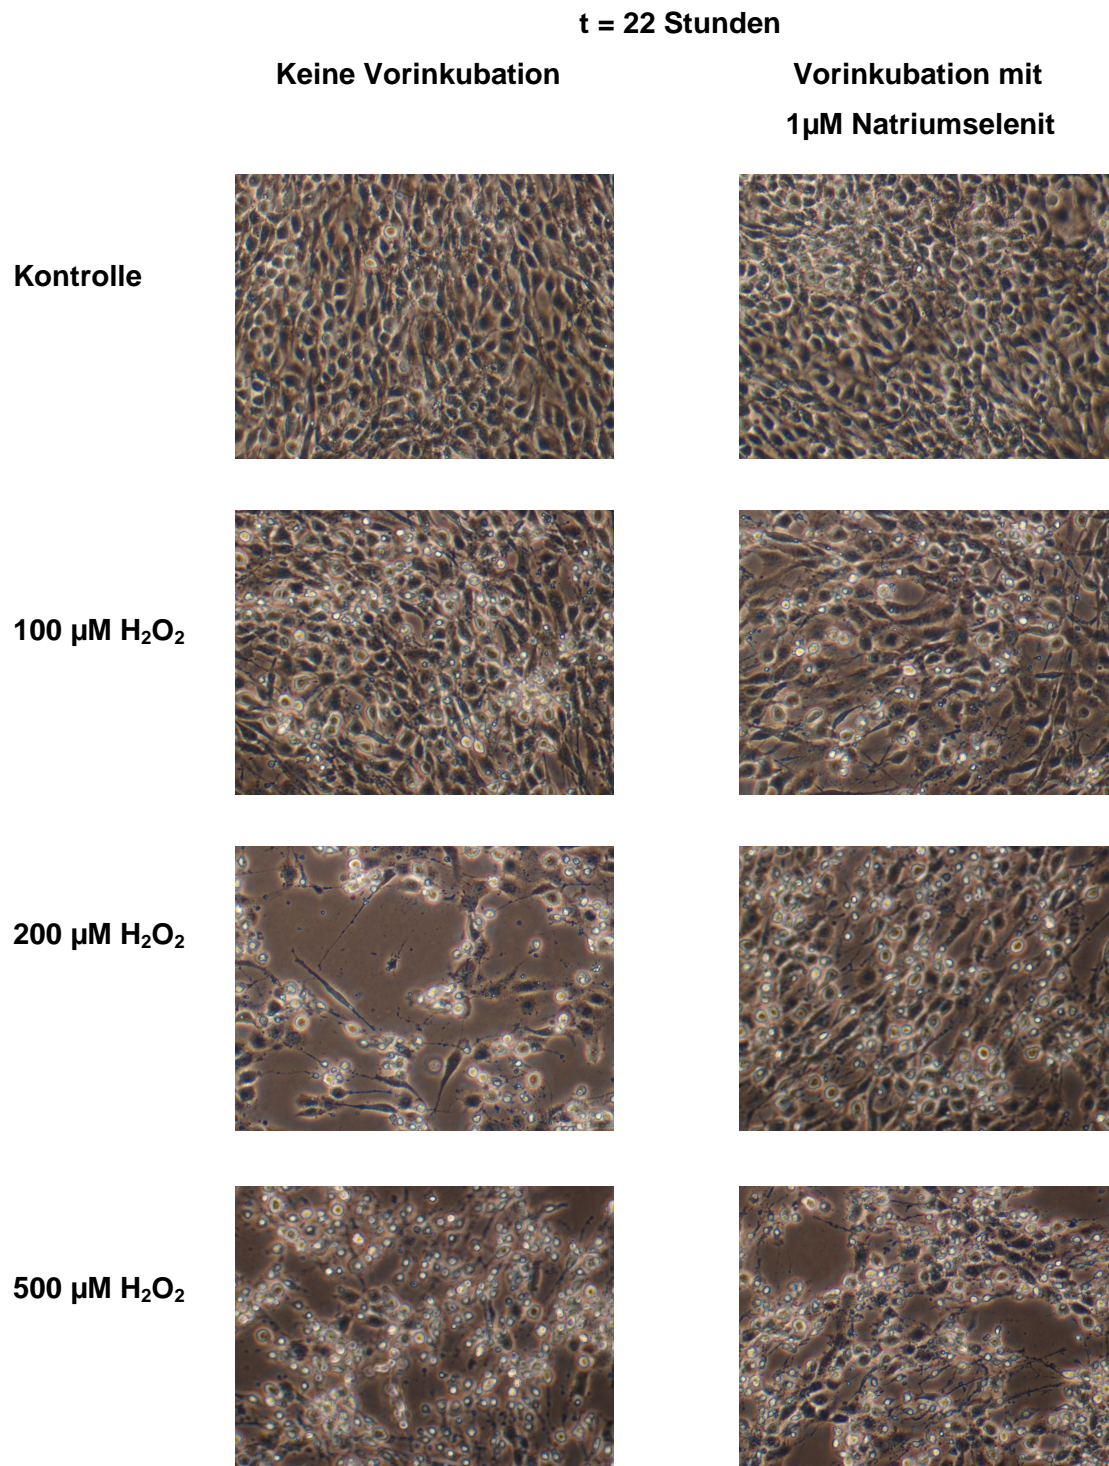 t = 22 Stunden
Keine Vorinkubation
Vorinkubation mit
1µM Natriumselenit
Kontrolle
100 µM H₂O₂
200 µM H₂O₂
500 µM H₂O₂